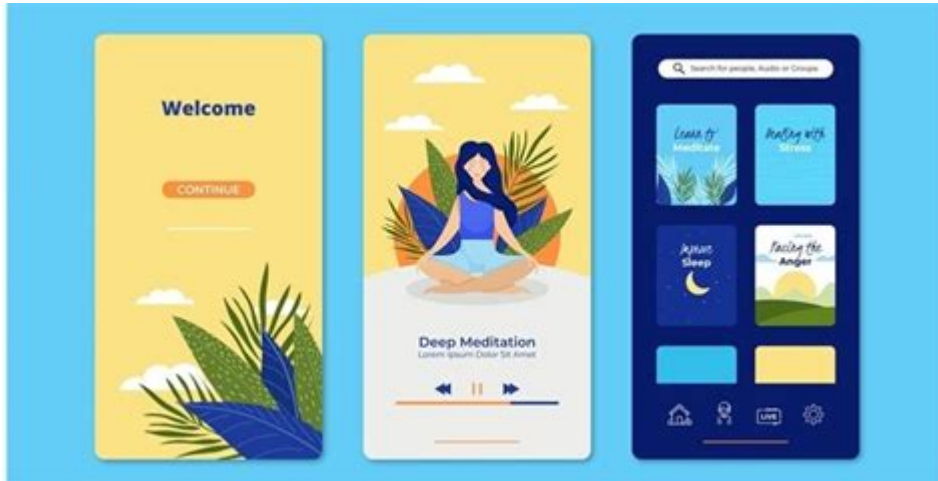 Welcome
CONTINUE
Deep Meditation
Lorem Ipsum Dolor Sit Amet
Search for people, Audio or Groups
Learn to
Meditate
Dealing with
Stress
Sleep
Facing the
Anger
LIVE